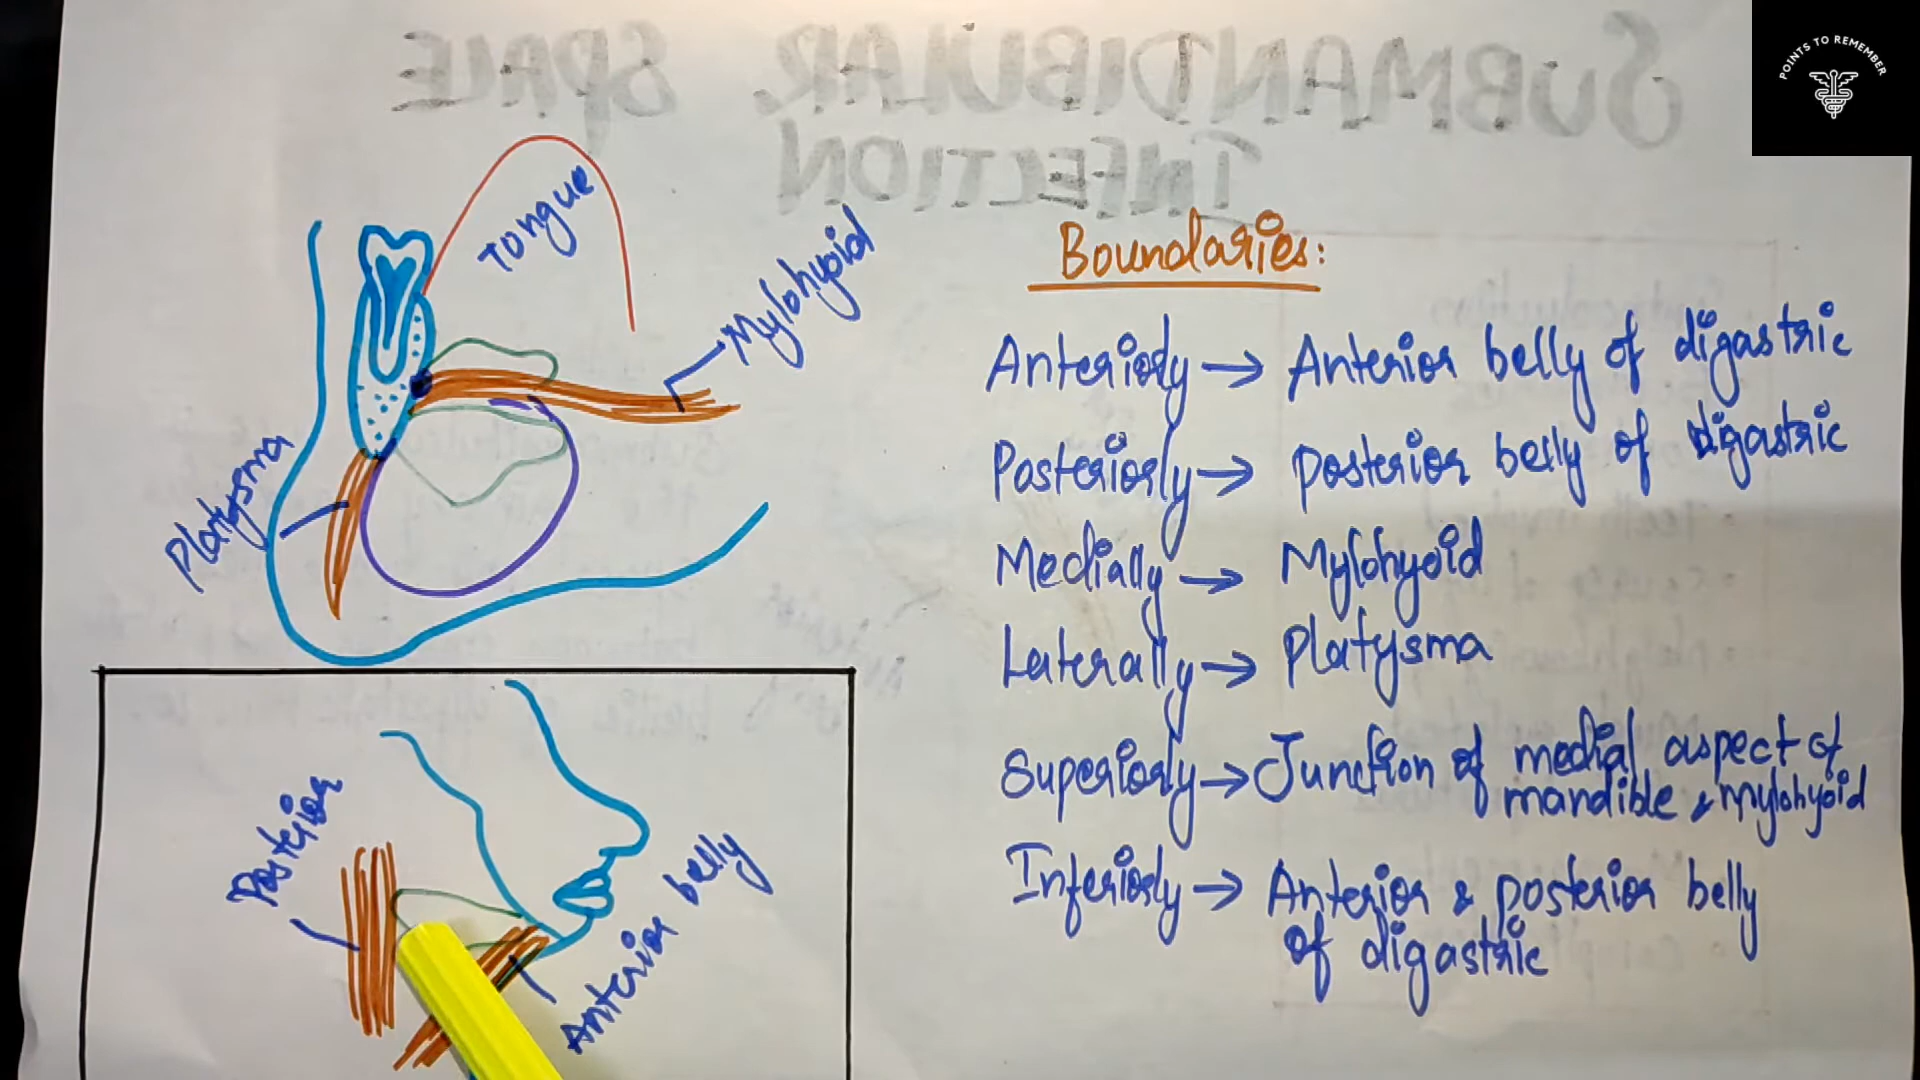 SUBMANDIBULAR SPACE
INFECTION
POINTS TO REMEMBER
Tongue
Mylohyoid
Platysma
Boundaries:
Anteriorly → Anterior belly of digastric
Posteriorly → posterior belly of digastric
Medially → Mylohyoid
Laterally → Platysma
Superiorly → Junction of medial aspect of
mandible & mylohyoid
Inferiorly → Anterior & posterior belly
of digastric
Posterior
Anterior belly